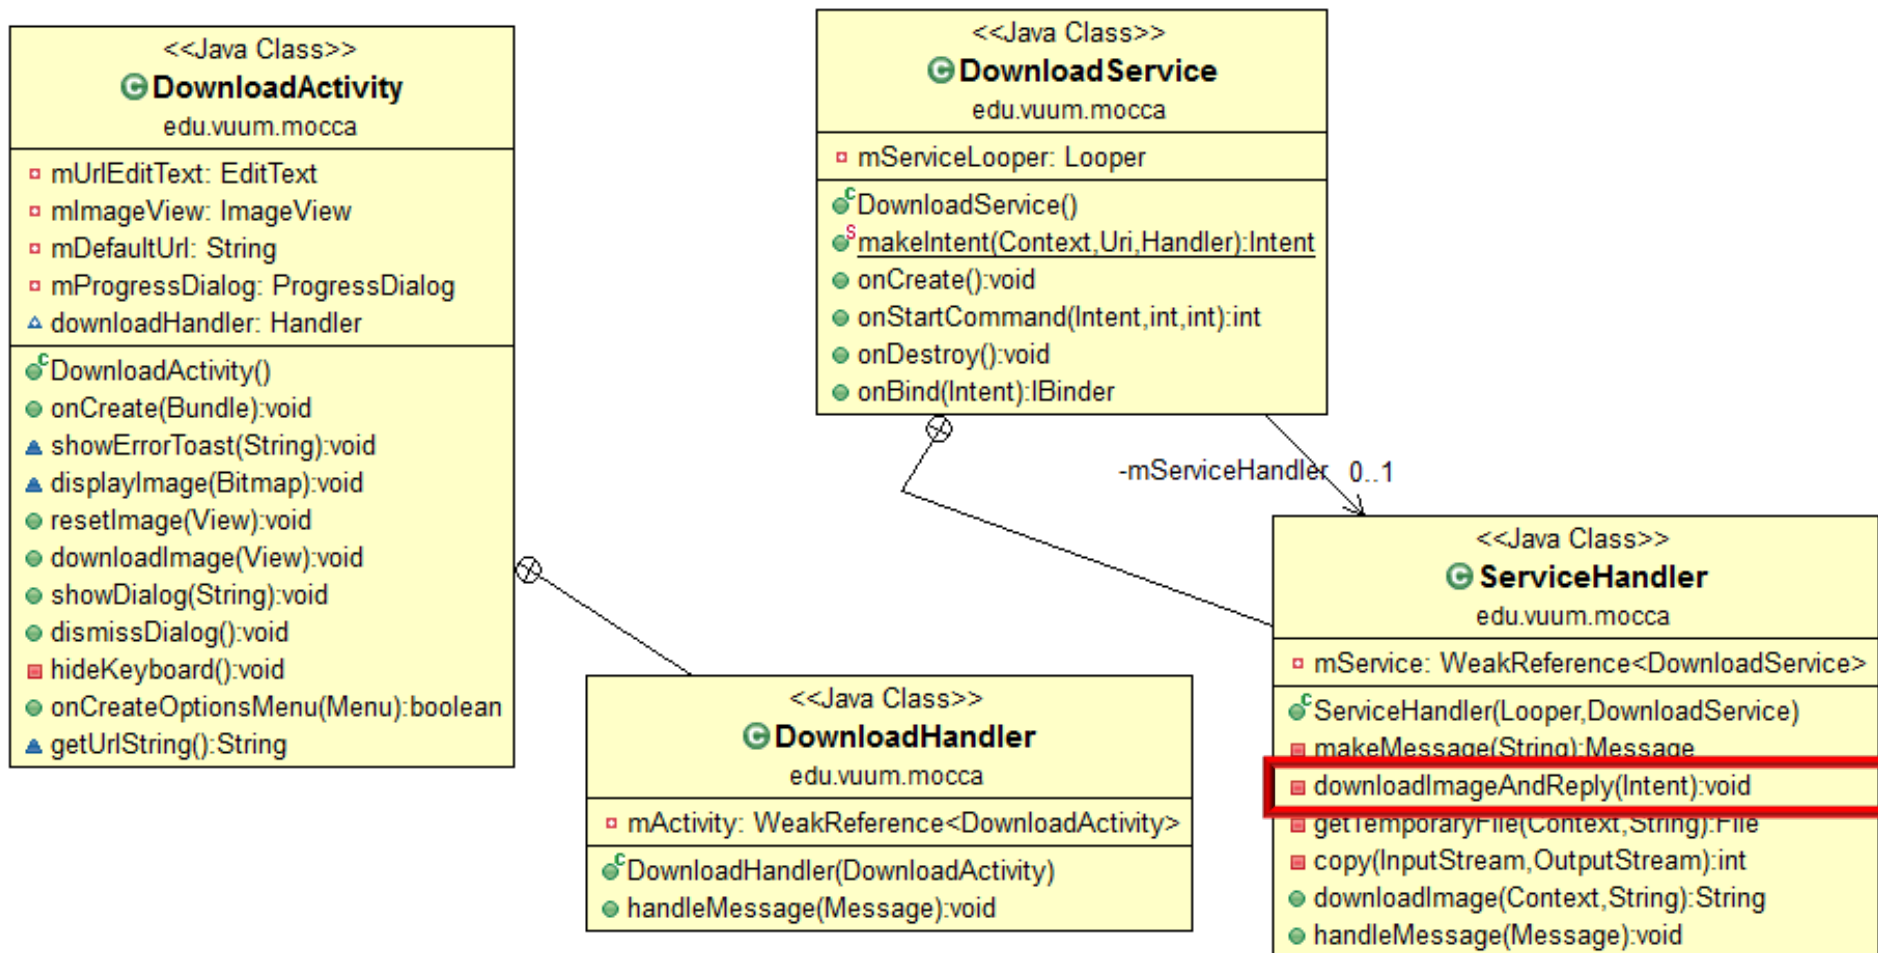 <<Java Class>>
DownloadActivity
edu.vuum.mocca
mUrlEditText: EditText
mImageView: ImageView
mDefaultUrl: String
mProgressDialog: ProgressDialog
downloadHandler: Handler
DownloadActivity()
onCreate(Bundle):void
showErrorToast(String):void
displayImage(Bitmap):void
resetImage(View):void
downloadImage(View):void
showDialog(String):void
dismissDialog():void
hideKeyboard():void
onCreateOptionsMenu(Menu):boolean
getUrlString():String
<<Java Class>>
DownloadService
edu.vuum.mocca
mServiceLooper: Looper
DownloadService()
makeIntent(Context,Uri,Handler):Intent
onCreate():void
onStartCommand(Intent,int,int):int
onDestroy():void
onBind(Intent):IBinder
-mServiceHandler 0..1
<<Java Class>>
DownloadHandler
edu.vuum.mocca
mActivity: WeakReference<DownloadActivity>
DownloadHandler(DownloadActivity)
handleMessage(Message):void
<<Java Class>>
ServiceHandler
edu.vuum.mocca
mService: WeakReference<DownloadService>
ServiceHandler(Looper,DownloadService)
makeMessage(String):Message
downloadImageAndReply(Intent):void
getTemporaryFile(Context,String):File
copy(InputStream,OutputStream):int
downloadImage(Context,String):String
handleMessage(Message):void